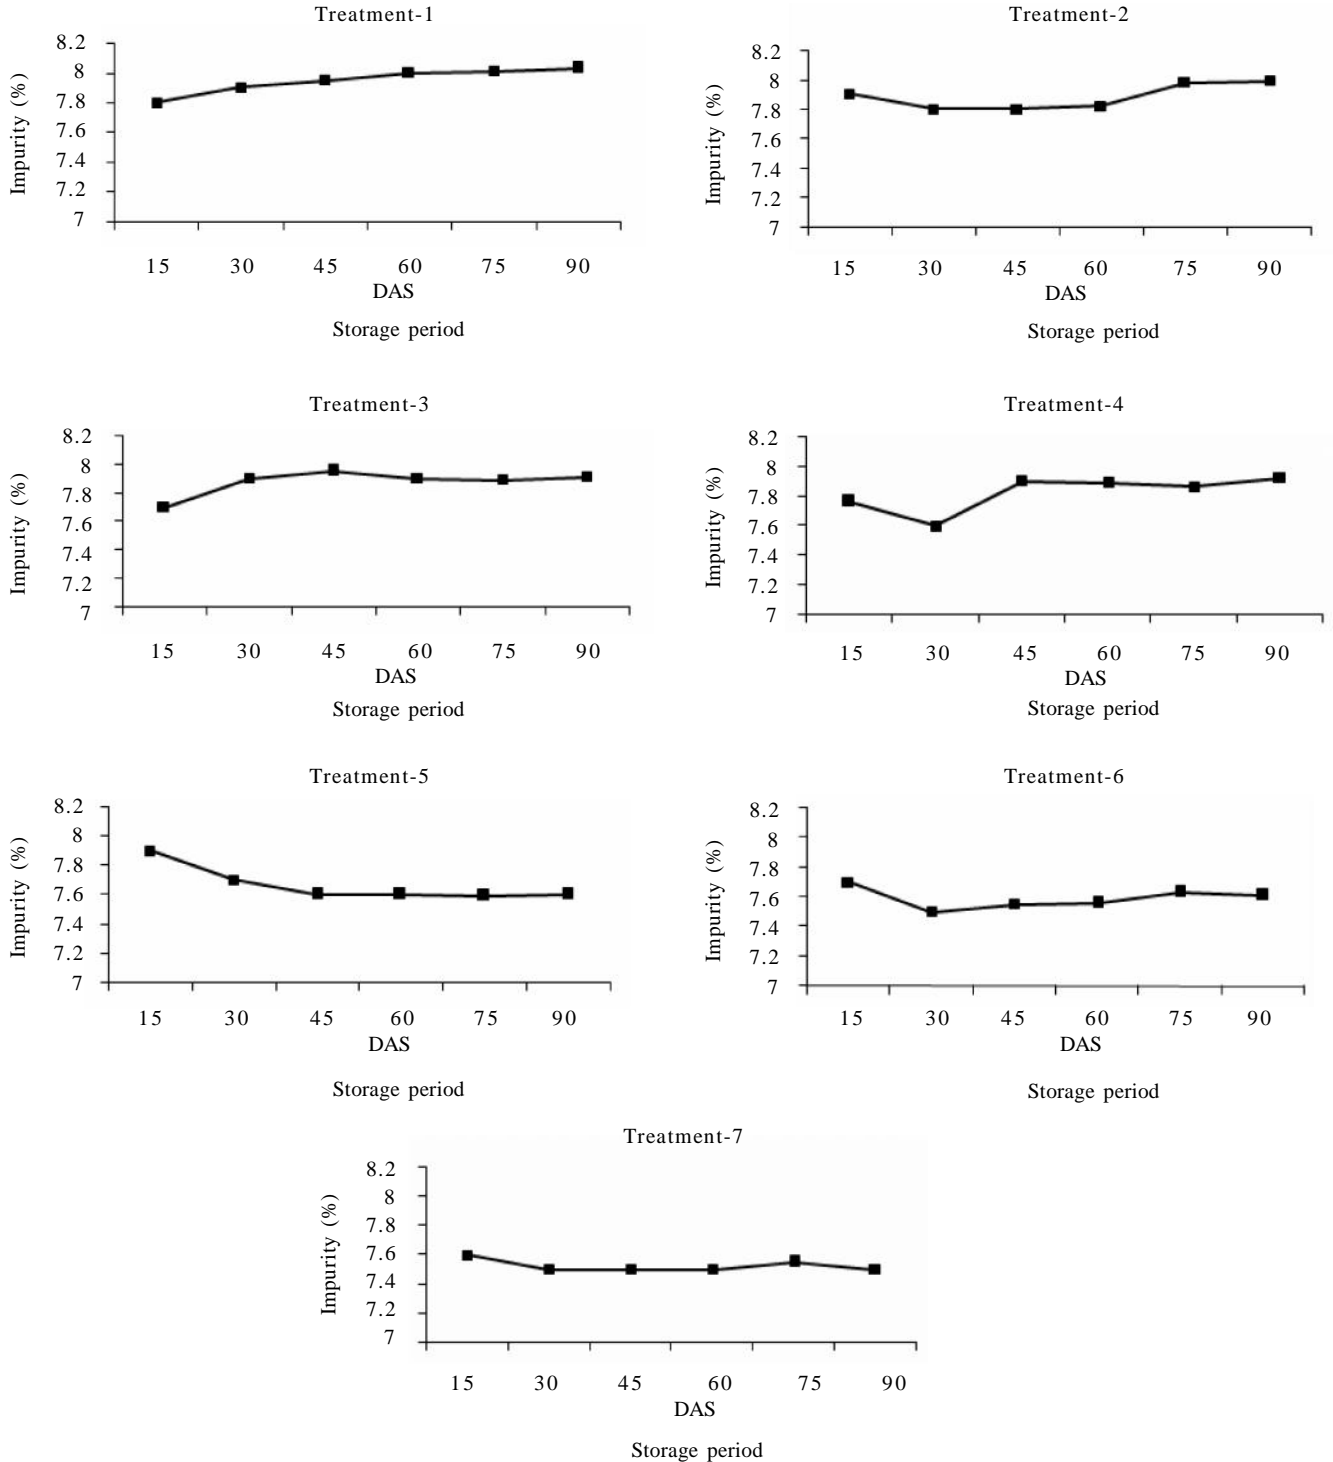 Treatment-1
Impurity (%)
8.2
8
7.8
7.6
7.4
7.2
7
15 30 45 60 75 90
DAS
Storage period
Treatment-2
Impurity (%)
8.2
8
7.8
7.6
7.4
7.2
7
15 30 45 60 75 90
DAS
Storage period
Treatment-3
Impurity (%)
8.2
8
7.8
7.6
7.4
7.2
7
15 30 45 60 75 90
DAS
Storage period
Treatment-4
Impurity (%)
8.2
8
7.8
7.6
7.4
7.2
7
15 30 45 60 75 90
DAS
Storage period
Treatment-5
Impurity (%)
8.2
8
7.8
7.6
7.4
7.2
7
15 30 45 60 75 90
DAS
Storage period
Treatment-6
Impurity (%)
8.2
8
7.8
7.6
7.4
7.2
7
15 30 45 60 75 90
DAS
Storage period
Treatment-7
Impurity (%)
8.2
8
7.8
7.6
7.4
7.2
7
15 30 45 60 75 90
DAS
Storage period